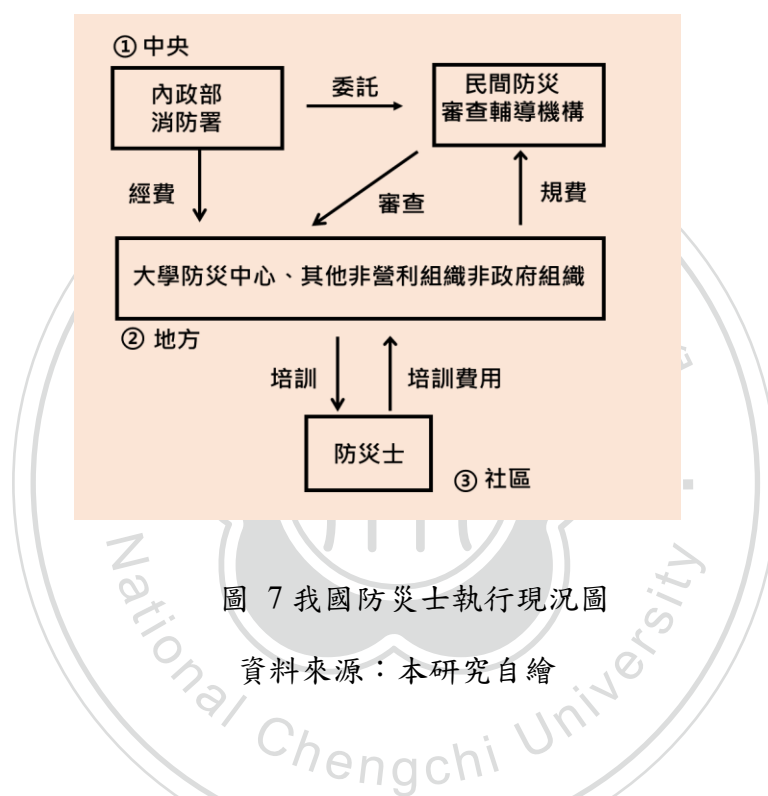 ① 中央
內政部
消防署
委託
民間防災
審查輔導機構
經費
審查
規費
大學防災中心、其他非營利組織非政府組織
② 地方
培訓
培訓費用
防災士
③ 社區
圖 7 我國防災士執行現況圖
資料來源：本研究自繪
National Chengchi University